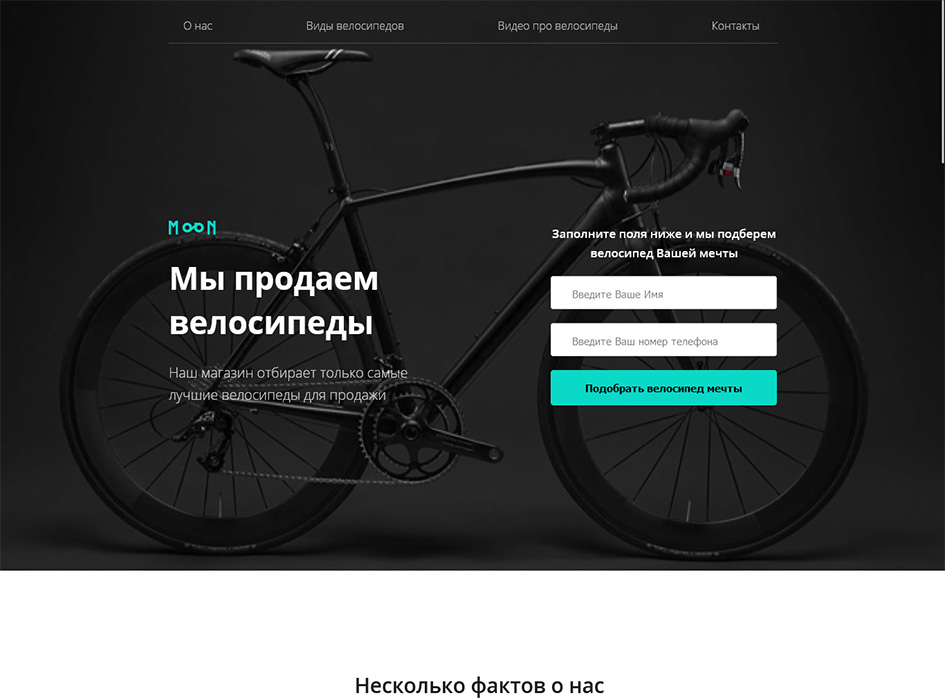 О нас
Виды велосипедов
Видео про велосипеды
Контакты
MOON
Мы продаем
велосипеды
Наш магазин отбирает только самые
лучшие велосипеды для продажи
Заполните поля ниже и мы подберем
велосипед Вашей мечты
Введите Ваше Имя
Введите Ваш номер телефона
Подобрать велосипед мечты
Несколько фактов о нас